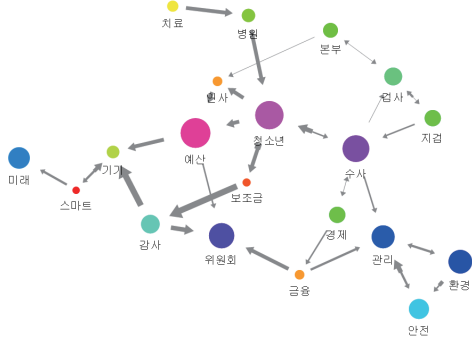 치료
병원
본부
검사
민사
지검
청소년
예산
수사
기기
미래
스마트
보조금
감사
경제
위원회
관리
환경
금융
안전